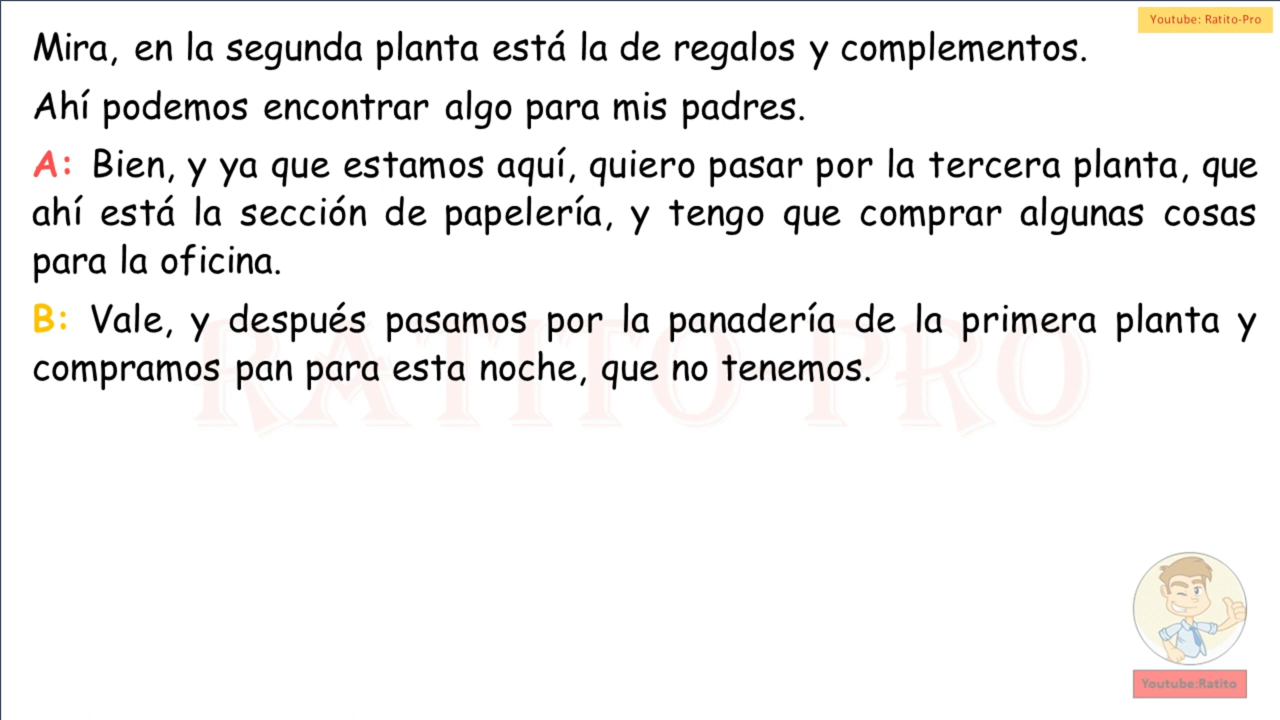 Youtube: Ratito-Pro
Mira, en la segunda planta está la de regalos y complementos.
Ahí podemos encontrar algo para mis padres.
A: Bien, y ya que estamos aquí, quiero pasar por la tercera planta, que
ahí está la sección de papelería, y tengo que comprar algunas cosas
para la oficina.
B: Vale, y después pasamos por la panadería de la primera planta y
compramos pan para esta noche, que no tenemos.
RATITO PRO
Youtube:Ratito